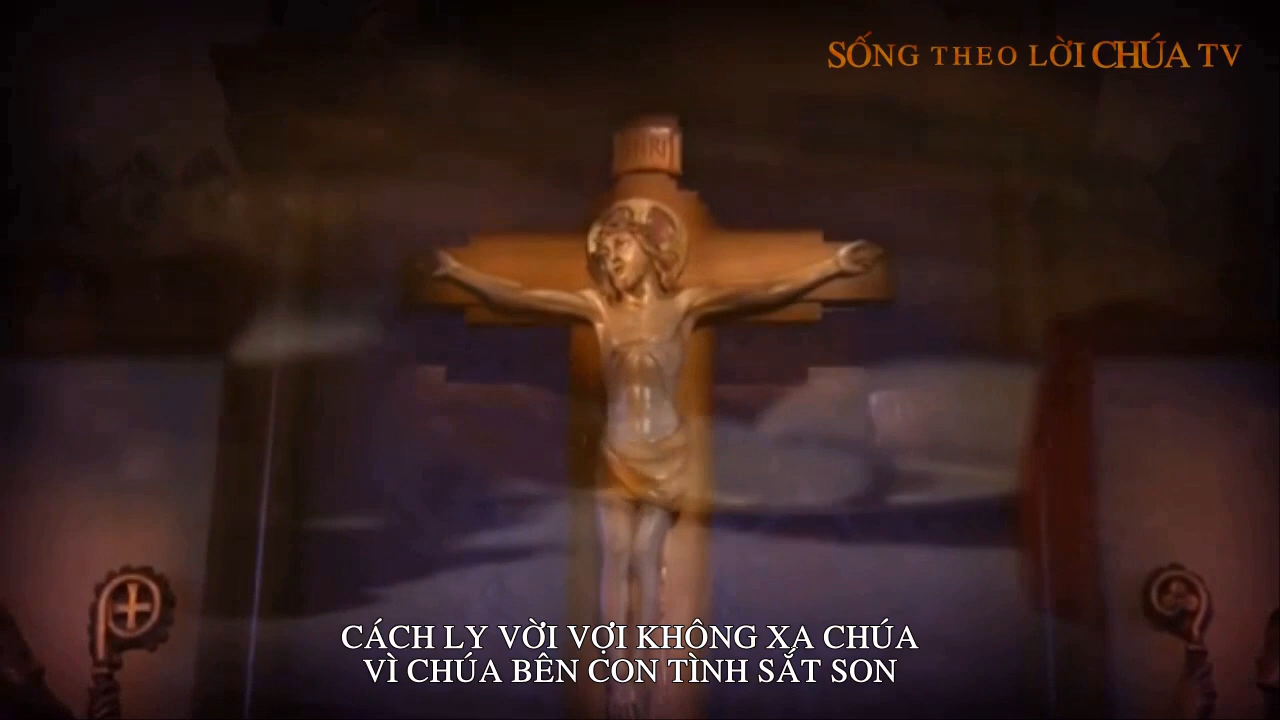 SỐNG THEO LỜI CHÚA TV
CÁCH LY VỜI VỢI KHÔNG XA CHÚA
VÌ CHÚA BÊN CON TÌNH SẮT SON